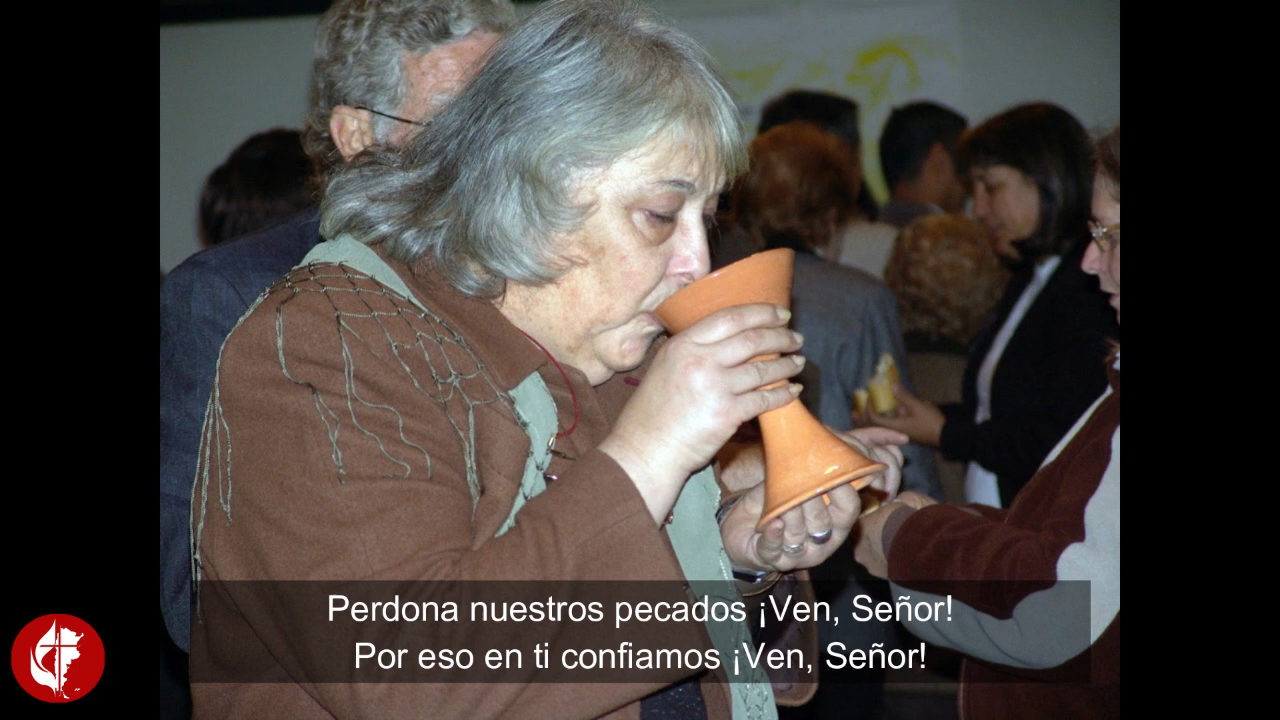 Perdona nuestros pecados ¡Ven, Señor!
Por eso en ti confiamos ¡Ven, Señor!